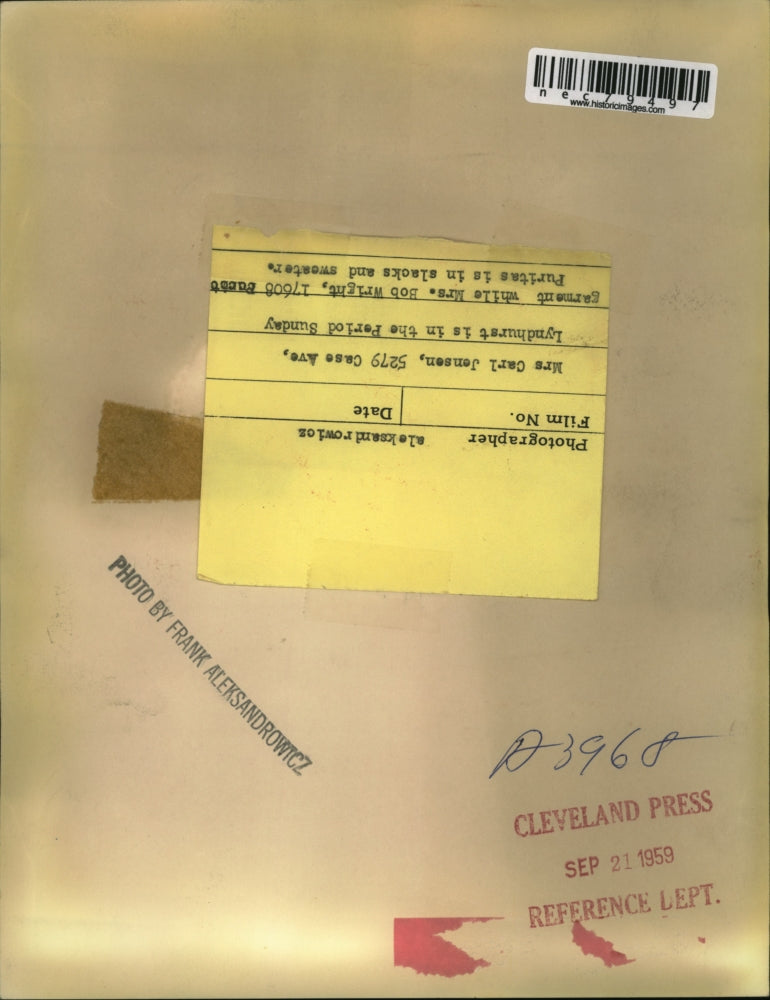 nec79497
www.historicimages.com
Photographer aleksandrowicz
Film No. Date
Mrs Carl Jensen, 5279 Case Ave,
Lyndhurst is in the Period Sunday
garment while Mrs. Bob Wright, 17608
Puritas is in slacks and sweater.
PHOTO BY FRANK ALEKSANDROWICZ
A3968
CLEVELAND PRESS
SEP 21 1959
REFERENCE DEPT.